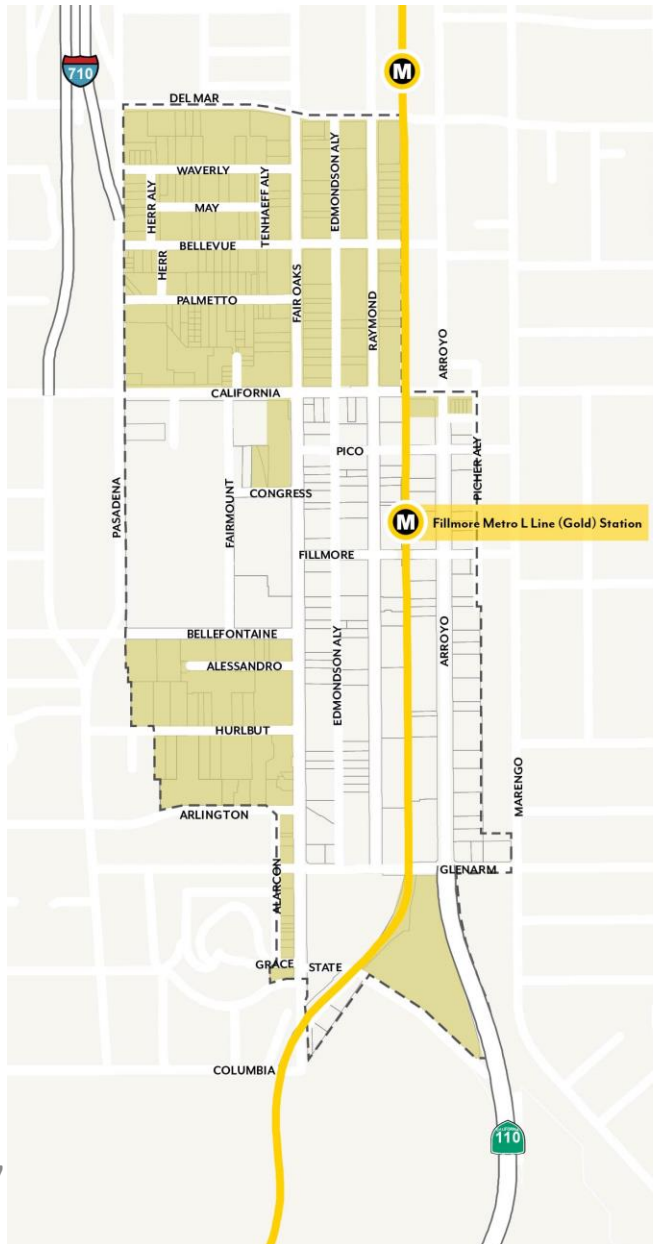 710
M
DEL MAR
WAVERLY
HERR ALY
TENHAEFF ALY
EDMONDSON ALY
MAY
BELLEVUE
HERR
FAIR OAKS
PALMETTO
RAYMOND
ARROYO
CALIFORNIA
PICO
PICHER ALY
CONGRESS
PASADENA
FAIRMOUNT
M
Fillmore Metro L Line (Gold) Station
FILLMORE
BELLEFONTAINE
ARROYO
ALESSANDRO
EDMONDSON ALY
HURLBUT
MARENGO
ARLINGTON
GLENARM
ALARCON
GRACE
STATE
COLUMBIA
CALIFORNIA
110